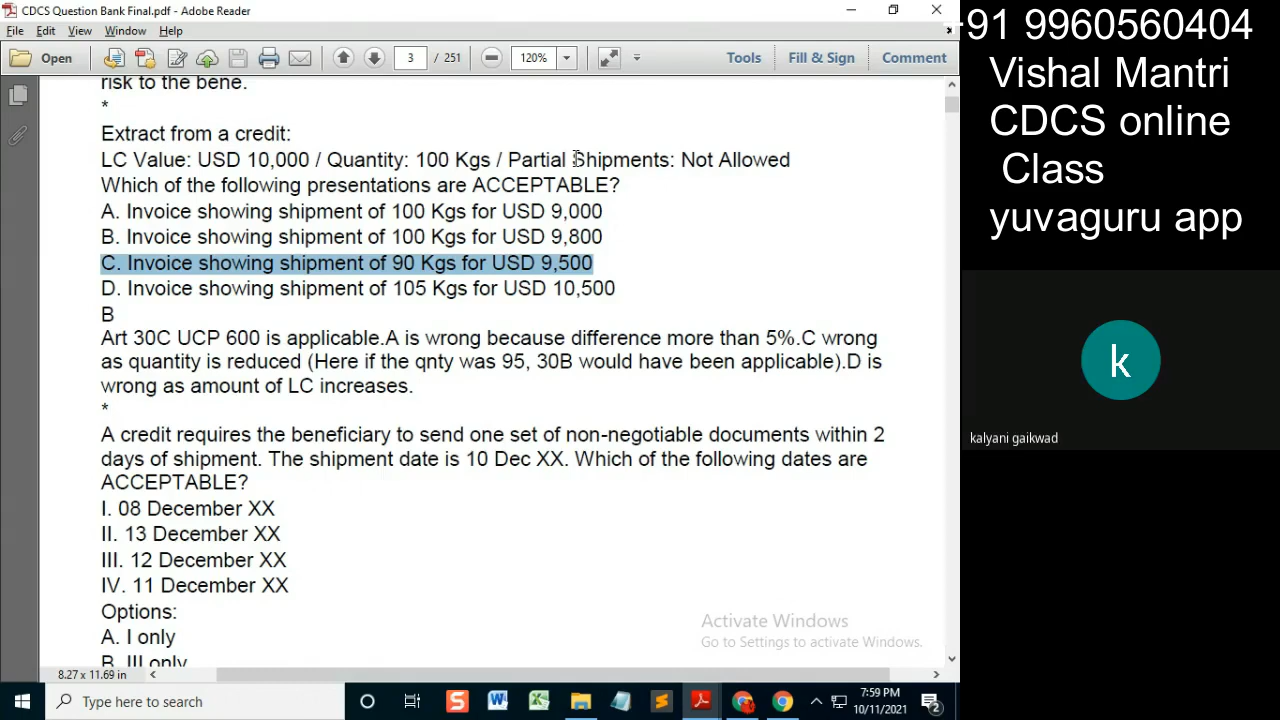 CDCS Question Bank Final.pdf - Adobe Reader
File Edit View Window Help
Open 3 / 251 120% Tools Fill & Sign Comment
risk to the bene.
*
Extract from a credit:
LC Value: USD 10,000 / Quantity: 100 Kgs / Partial Shipments: Not Allowed
Which of the following presentations are ACCEPTABLE?
A. Invoice showing shipment of 100 Kgs for USD 9,000
B. Invoice showing shipment of 100 Kgs for USD 9,800
C. Invoice showing shipment of 90 Kgs for USD 9,500
D. Invoice showing shipment of 105 Kgs for USD 10,500
B
Art 30C UCP 600 is applicable.A is wrong because difference more than 5%.C wrong
as quantity is reduced (Here if the qnty was 95, 30B would have been applicable).D is
wrong as amount of LC increases.
*
A credit requires the beneficiary to send one set of non-negotiable documents within 2
days of shipment. The shipment date is 10 Dec XX. Which of the following dates are
ACCEPTABLE?
I. 08 December XX
II. 13 December XX
III. 12 December XX
IV. 11 December XX
Options:
A. I only
B. III only
Activate Windows
Go to Settings to activate Windows.
8.27 x 11.69 in
Type here to search
7:59 PM
10/11/2021
2
+91 9960560404
Vishal Mantri
CDCS online
Class
yuvaguru app
k
kalyani gaikwad